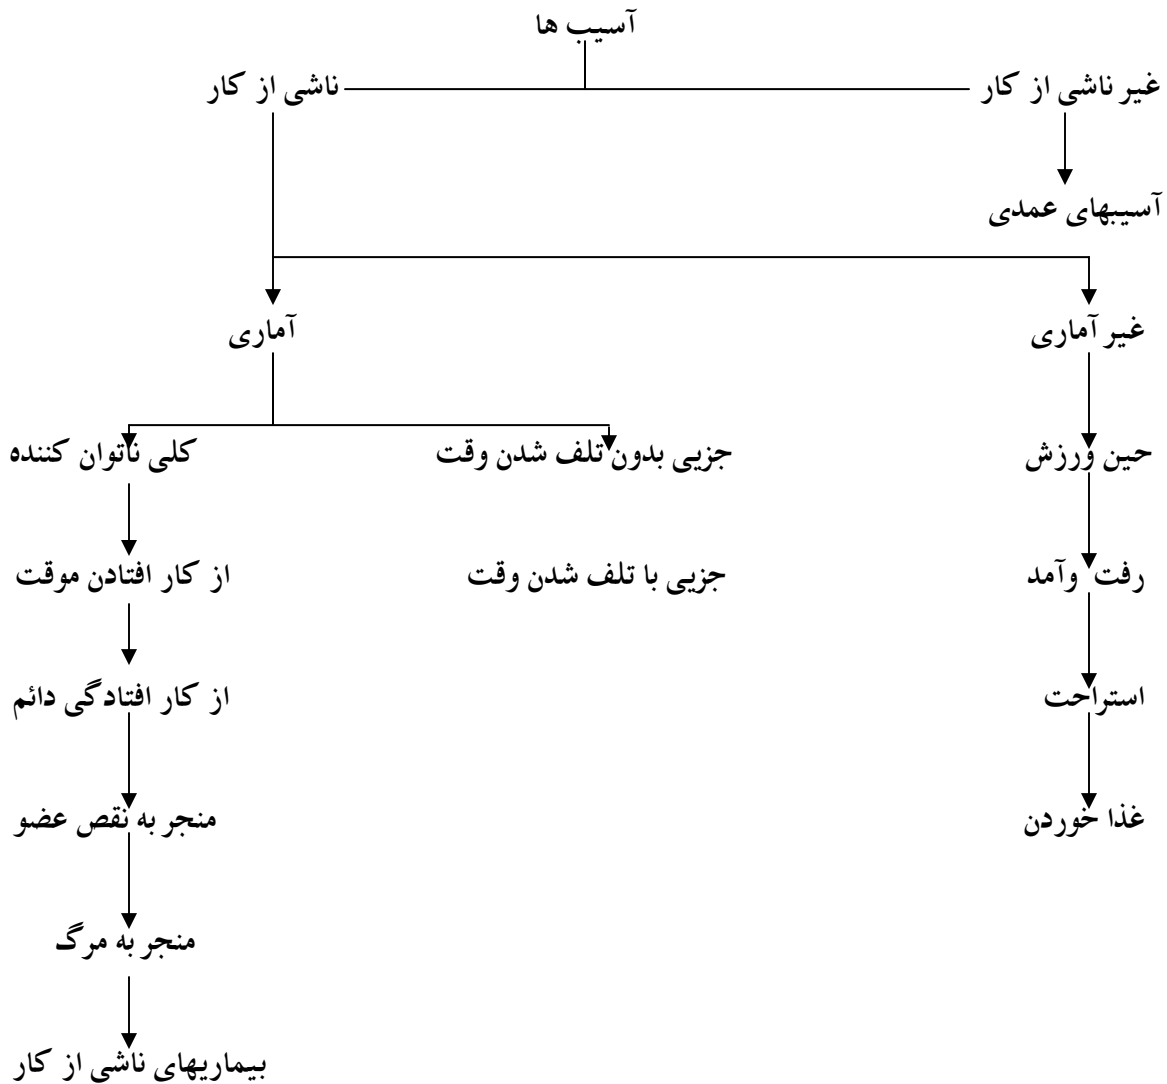 آسیب ها
غیر ناشی از کار
ناشی از کار
آسیبهای عمدی
غیر آماری
آماری
حین ورزش
جزیی بدون تلف شدن وقت
کلی ناتوان کننده
رفت وآمد
جزیی با تلف شدن وقت
از کار افتادن موقت
استراحت
از کار افتادگی دائم
غذا خوردن
منجر به نقص عضو
منجر به مرگ
بیماریهای ناشی از کار